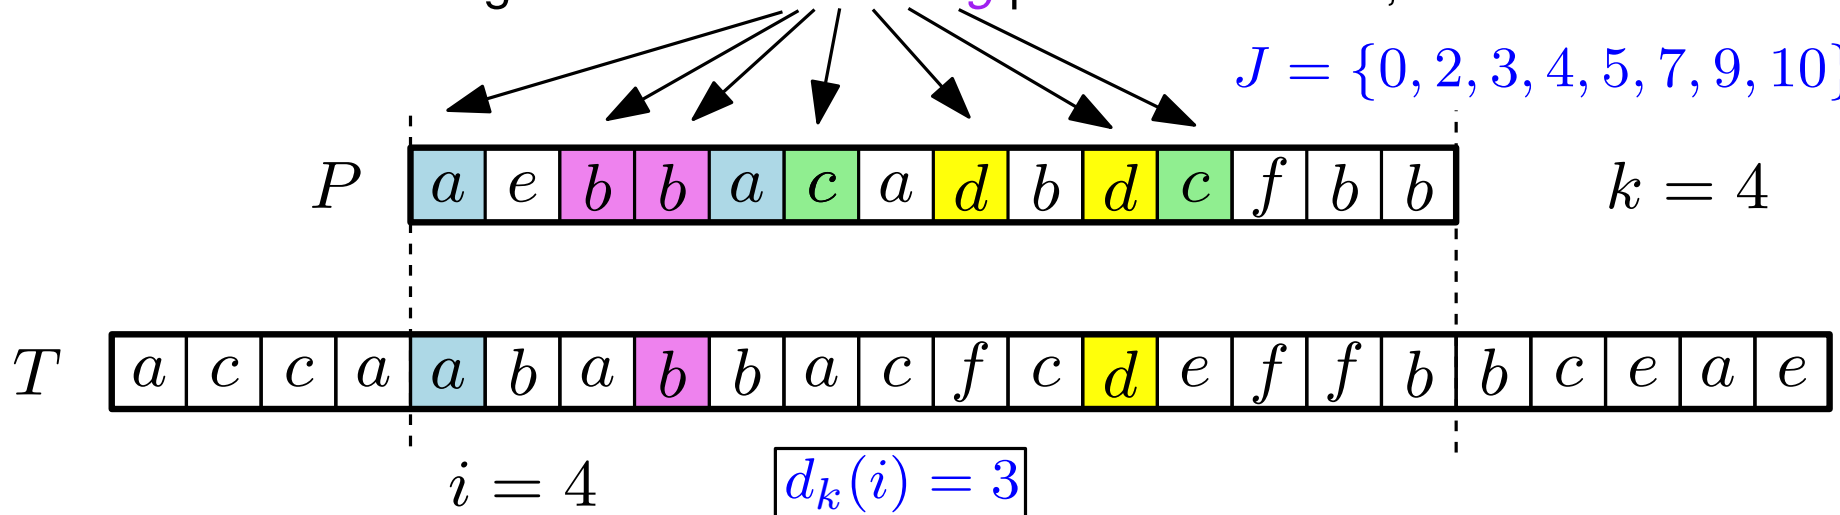 J = {0, 2, 3, 4, 5, 7, 9, 10}
P a e b b a c a d b d c f b b k = 4
T a c c a a b a b b a c f c d e f f b b c e a e
i = 4 d_k(i) = 3